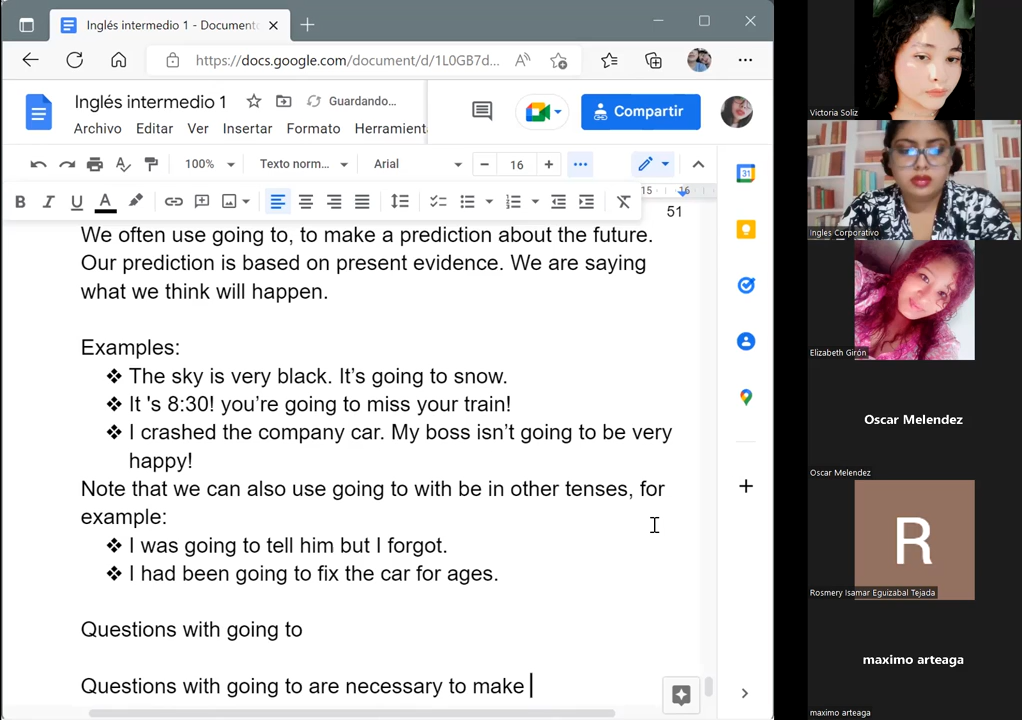 Inglés intermedio 1 - Document
https://docs.google.com/document/d/1L0GB7d...
Inglés intermedio 1
Guardando...
Compartir
Archivo Editar Ver Insertar Formato Herramient
100% Texto norm... Arial 16
15 16
51
We often use going to, to make a prediction about the future.
Our prediction is based on present evidence. We are saying
what we think will happen.
Examples:
❖ The sky is very black. It’s going to snow.
❖ It 's 8:30! you’re going to miss your train!
❖ I crashed the company car. My boss isn’t going to be very
happy!
Note that we can also use going to with be in other tenses, for
example:
❖ I was going to tell him but I forgot.
❖ I had been going to fix the car for ages.
Questions with going to
Questions with going to are necessary to make
Victoria Soliz
Ingles Corporativo
Elizabeth Girón
Oscar Melendez
Oscar Melendez
R
Rosmery Isamar Eguizabal Tejada
maximo arteaga
maximo arteaga